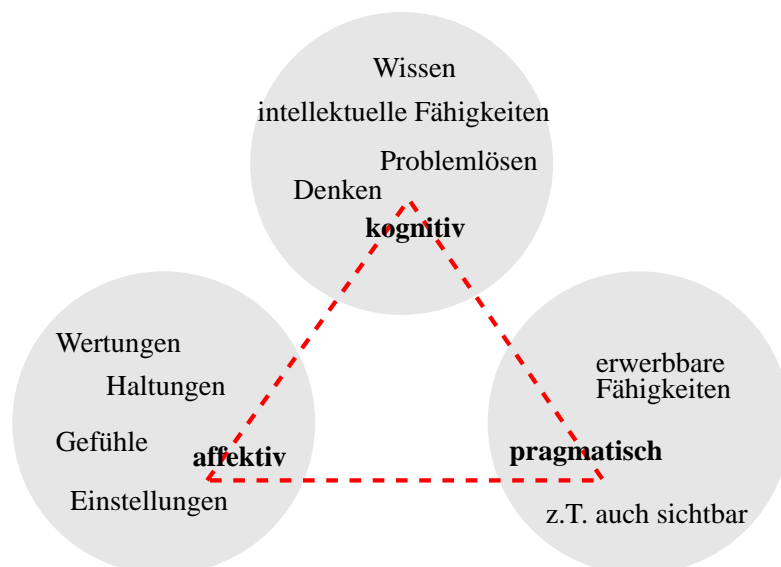 Wissen
intellektuelle Fähigkeiten
Problemlösen
Denken
kognitiv
Wertungen
Haltungen
Gefühle
affektiv
Einstellungen
erwerbbare
Fähigkeiten
pragmatisch
z.T. auch sichtbar